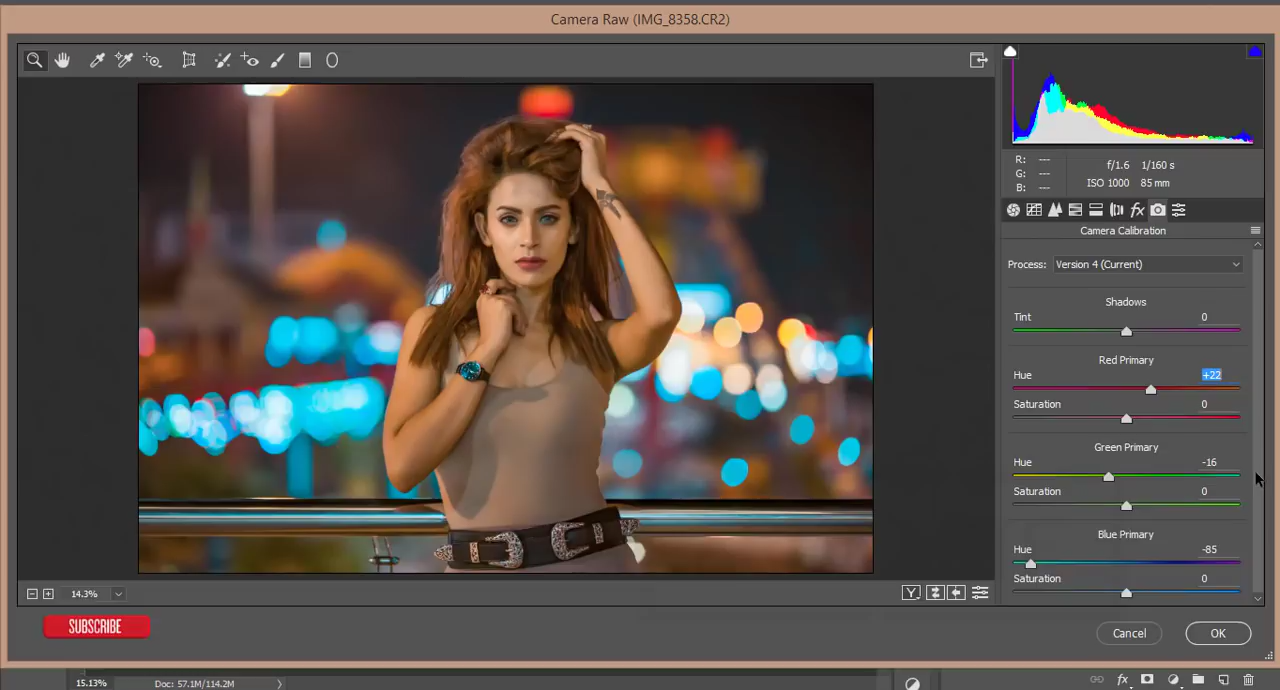 Camera Raw (IMG_8358.CR2)
R: ---
G: ---
B: ---
f/1.6 1/160 s
ISO 1000 85 mm
fx
Camera Calibration
Process: Version 4 (Current)
Shadows
Tint 0
Red Primary
Hue +22
Saturation 0
Green Primary
Hue -16
Saturation 0
Blue Primary
Hue -85
Saturation 0
14.3%
Y
SUBSCRIBE
Cancel OK
15.13% Doc: 57.1M/114.2M
fx